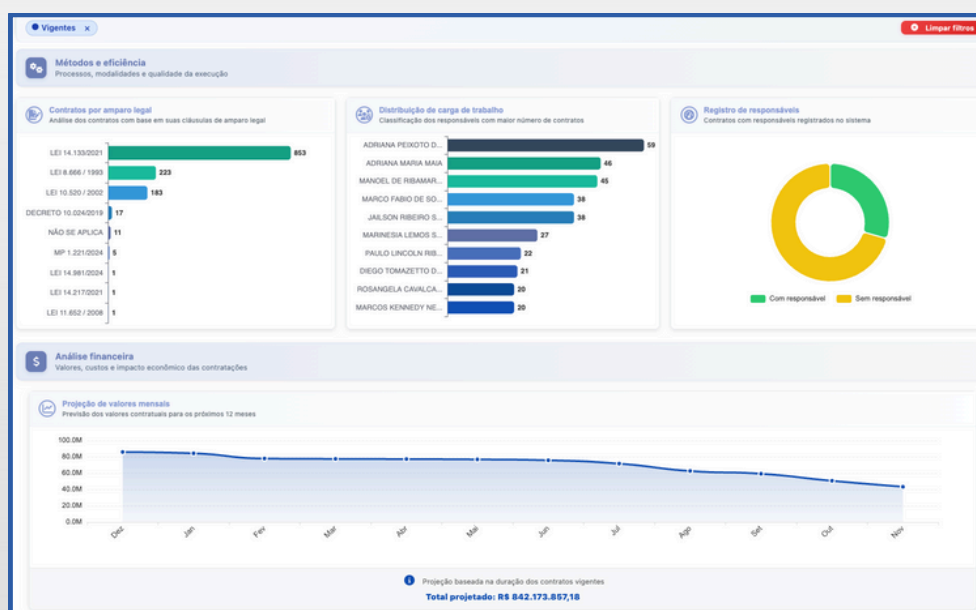 Vigentes x
Limpar filtros
Métodos e eficiência
Processos, modalidades e qualidade da execução
Contratos por amparo legal
Análise dos contratos com base em suas cláusulas de amparo legal
LEI 14.133/2021 853
LEI 8.666 / 1993 223
LEI 10.520 / 2002 183
DECRETO 10.024/2019 17
NÃO SE APLICA 11
MP 1.221/2024 5
LEI 14.981/2024 1
LEI 14.217/2021 1
LEI 11.652 / 2008 1
Distribuição de carga de trabalho
Classificação dos responsáveis com maior número de contratos
ADRIANA PEIXOTO D... 59
ADRIANA MARIA MAIA 46
MANOEL DE RIBAMAR... 45
MARCO FABIO DE SO... 38
JAILSON RIBEIRO S... 38
MARINESIA LEMOS S... 27
PAULO LINCOLN RIB... 22
DIEGO TOMAZETTO D... 21
ROSANGELA CAVALCA... 20
MARCOS KENNEDY NE... 20
Registro de responsáveis
Contratos com responsáveis registrados no sistema
Com responsável Sem responsável
$
Análise financeira
Valores, custos e impacto econômico das contratações
Projeção de valores mensais
Previsão dos valores contratuais para os próximos 12 meses
100.0M
80.0M
60.0M
40.0M
20.0M
0.0M
Dez Jan Fev Mar Abr Mai Jun Jul Ago Set Out Nov
Projeção baseada na duração dos contratos vigentes
Total projetado: R$ 842.173.857,18